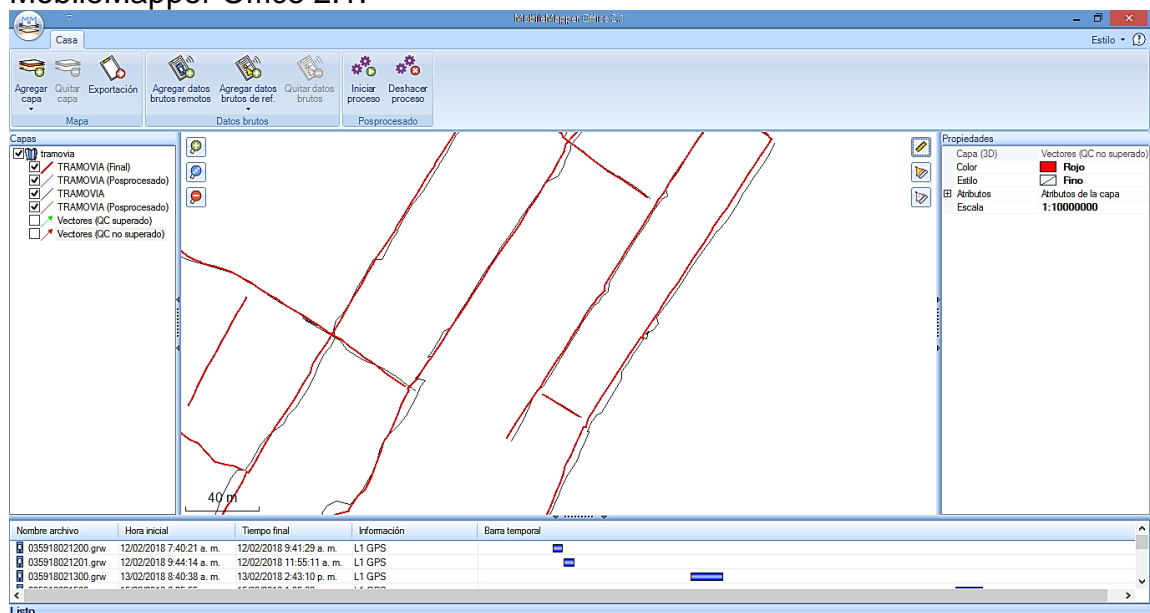 MobileMapper Office 2.1.
MobileMapper Office 2.1
MM
Casa
Estilo
Agregar capa
Quitar capa
Exportación
Agregar datos brutos remotos
Agregar datos brutos de ref.
Quitar datos brutos
Iniciar proceso
Deshacer proceso
Mapa
Datos brutos
Posprocesado
Capas
tramovia
TRAMOVIA (Final)
TRAMOVIA (Posprocesado)
TRAMOVIA
TRAMOVIA (Posprocesado)
Vectores (QC superado)
Vectores (QC no superado)
40 m
Propiedades
Capa (3D) Vectores (QC no superado)
Color Rojo
Estilo Fino
Atributos Atributos de la capa
Escala 1:10000000
Nombre archivo Hora inicial Tiempo final Información Barra temporal
035918021200.grw 12/02/2018 7:40:21 a. m. 12/02/2018 9:41:29 a. m. L1 GPS
035918021201.grw 12/02/2018 9:44:14 a. m. 12/02/2018 11:55:11 a. m. L1 GPS
035918021300.grw 13/02/2018 8:40:38 a. m. 13/02/2018 2:43:10 p. m. L1 GPS
Listo